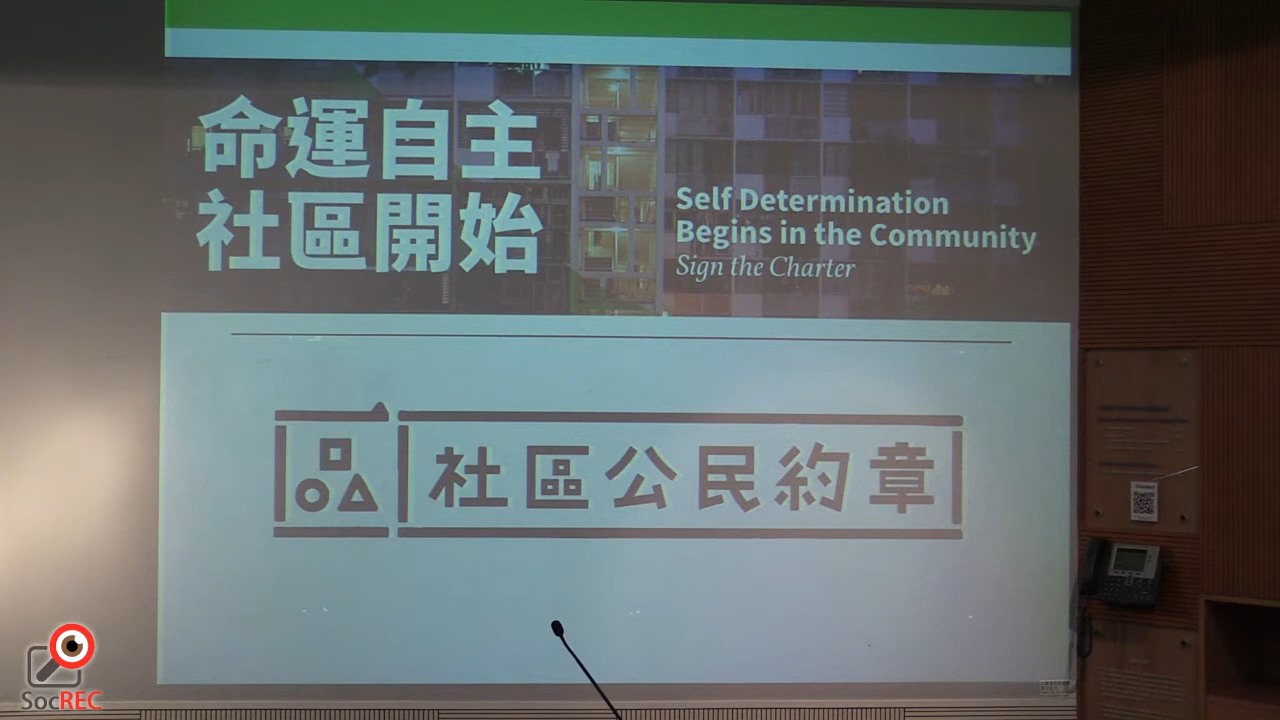 命運自主
社區開始
Self Determination
Begins in the Community
Sign the Charter
社區公民約章
Contact
SocREC